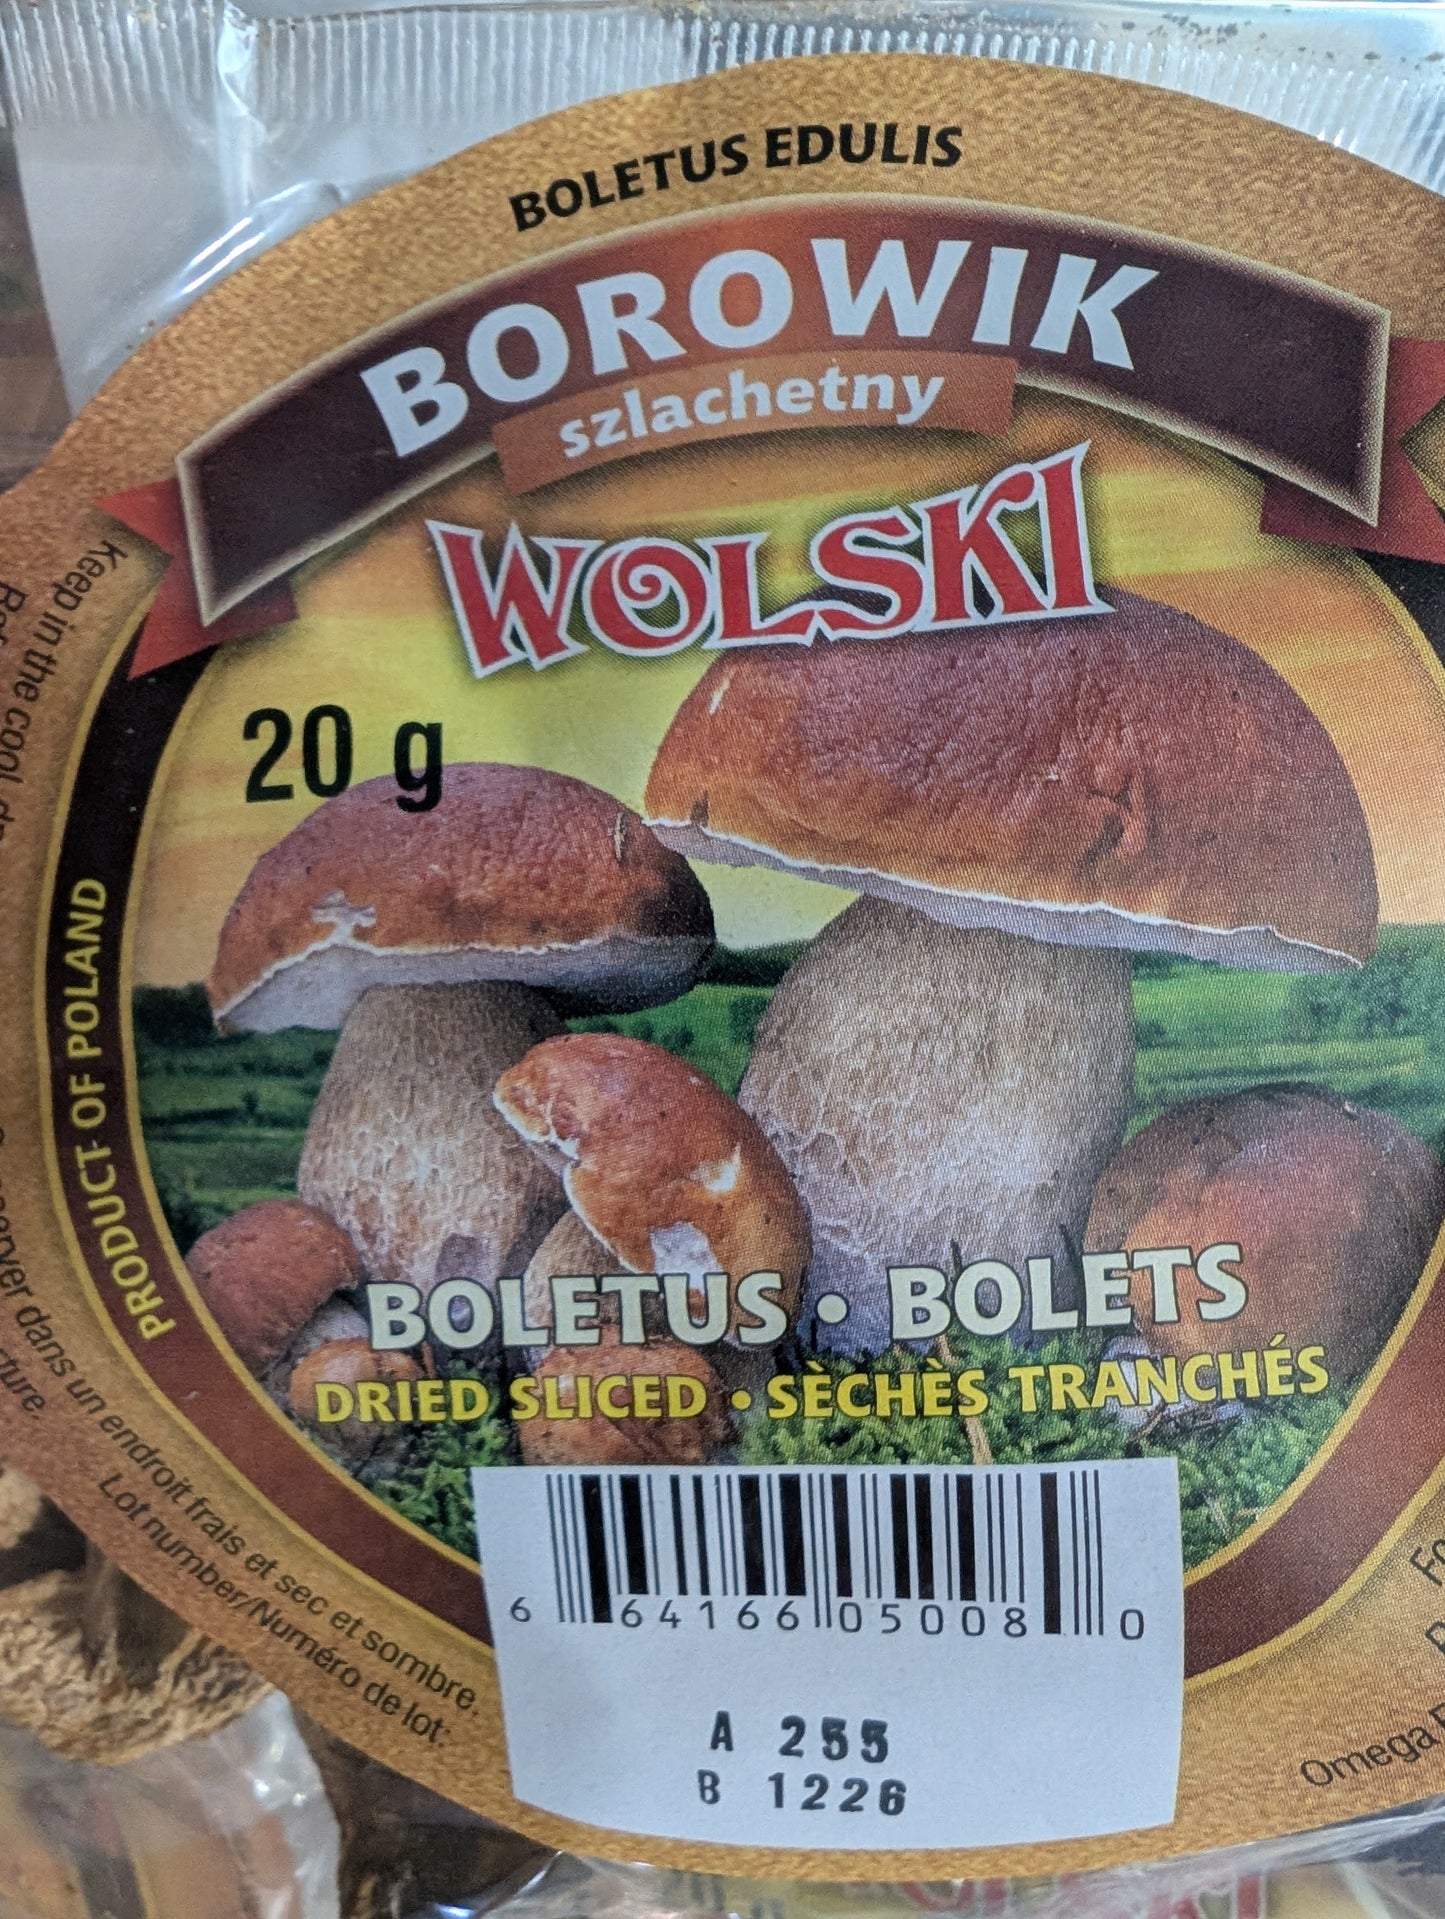 BOLETUS EDULIS
BOROWIK
szlachetny
WOLSKI
20 g
Keep in the cool
PRODUCT OF POLAND
BOLETUS • BOLETS
DRIED SLICED • SÈCHÈS TRANCHÉS
dans un endroit frais et sec et sombre.
Lot number/Numéro de lot:
6 64166 05008 0
A 255
B 1226
Omega